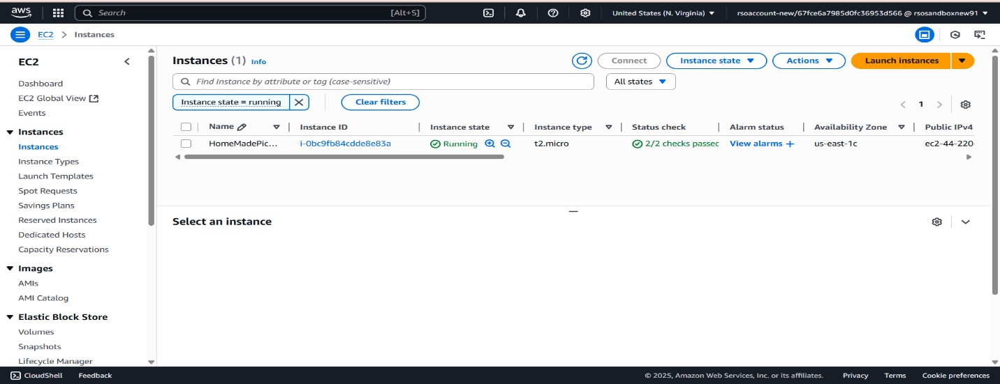 aws Search [Alt+S] United States (N. Virginia) rsoaccount-new/67fce6a7985d0fc36953d566 @ rsosandboxnew91
EC2 > Instances
EC2
Dashboard
EC2 Global View
Events
Instances
Instances
Instance Types
Launch Templates
Spot Requests
Savings Plans
Reserved Instances
Dedicated Hosts
Capacity Reservations
Images
AMIs
AMI Catalog
Elastic Block Store
Volumes
Snapshots
Lifecycle Manager
Instances (1) Info Connect Instance state Actions Launch instances
Find Instance by attribute or tag (case-sensitive) All states
Instance state = running Clear filters
1
Name Instance ID Instance state Instance type Status check Alarm status Availability Zone Public IPv4
HomeMadePic... i-0bc9fb84cdde8e83a Running t2.micro 2/2 checks passec View alarms + us-east-1c ec2-44-220-
Select an instance
CloudShell Feedback © 2025, Amazon Web Services, Inc. or its affiliates. Privacy Terms Cookie preferences